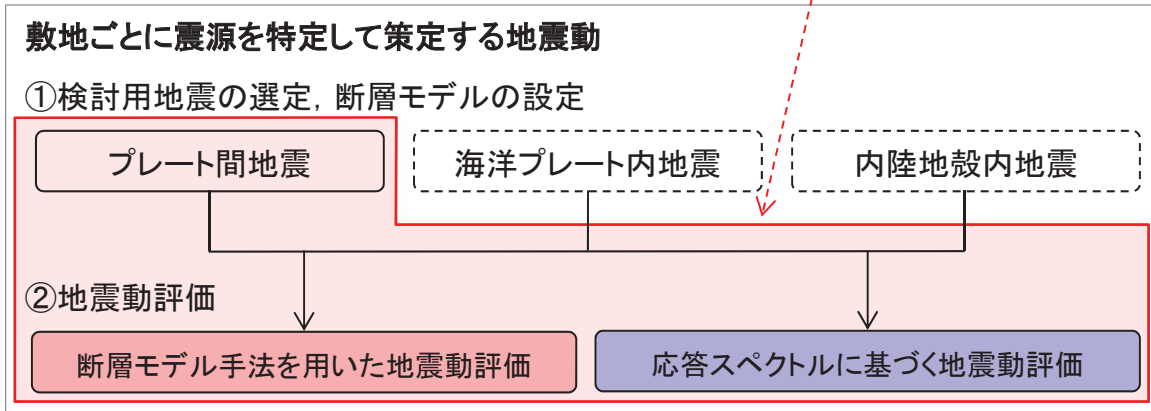 敷地ごとに震源を特定して策定する地震動
①検討用地震の選定，断層モデルの設定
プレート間地震
海洋プレート内地震
内陸地殻内地震
②地震動評価
断層モデル手法を用いた地震動評価
応答スペクトルに基づく地震動評価